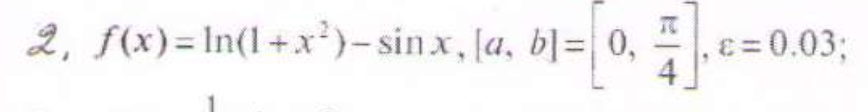 2, f(x) = ln(1 + x²) – sin x, [a, b] = [0, π/4], ε = 0.03;